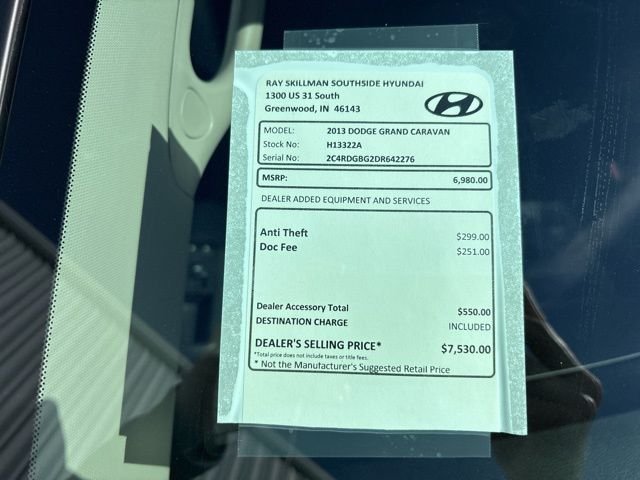 RAY SKILLMAN SOUTHSIDE HYUNDAI
1300 US 31 South
Greenwood, IN 46143
MODEL: 2013 DODGE GRAND CARAVAN
Stock No: H13322A
Serial No: 2C4RDGBG2DR642276
MSRP: 6,980.00
DEALER ADDED EQUIPMENT AND SERVICES
Anti Theft $299.00
Doc Fee $251.00
Dealer Accessory Total $550.00
DESTINATION CHARGE INCLUDED
DEALER'S SELLING PRICE* $7,530.00
*Total price does not include taxes or title fees.
* Not the Manufacturer's Suggested Retail Price